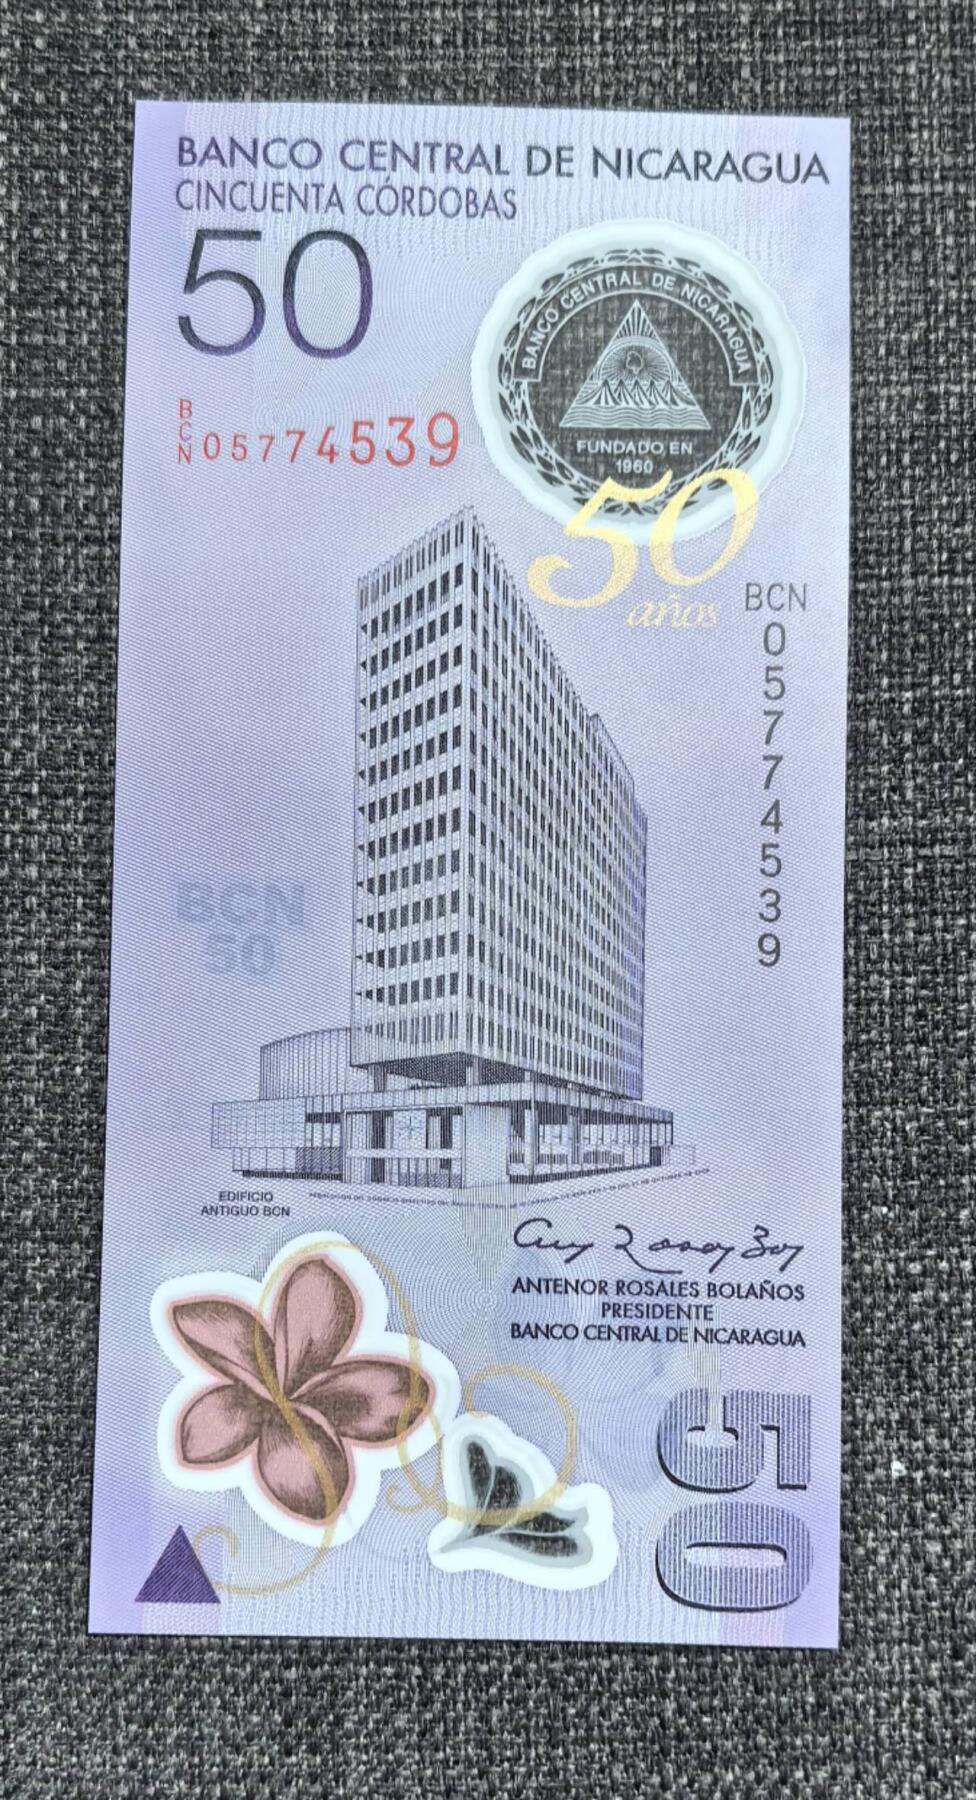 BANCO CENTRAL DE NICARAGUA
CINCUENTA CÓRDOBAS
50
BCN 05774539
BANCO CENTRAL DE NICARAGUA
FUNDADO EN
1960
50
años
BCN
05774539
BCN
50
EDIFICIO
ANTIGUO BCN
ANTENOR ROSALES BOLAÑOS
PRESIDENTE
BANCO CENTRAL DE NICARAGUA
50